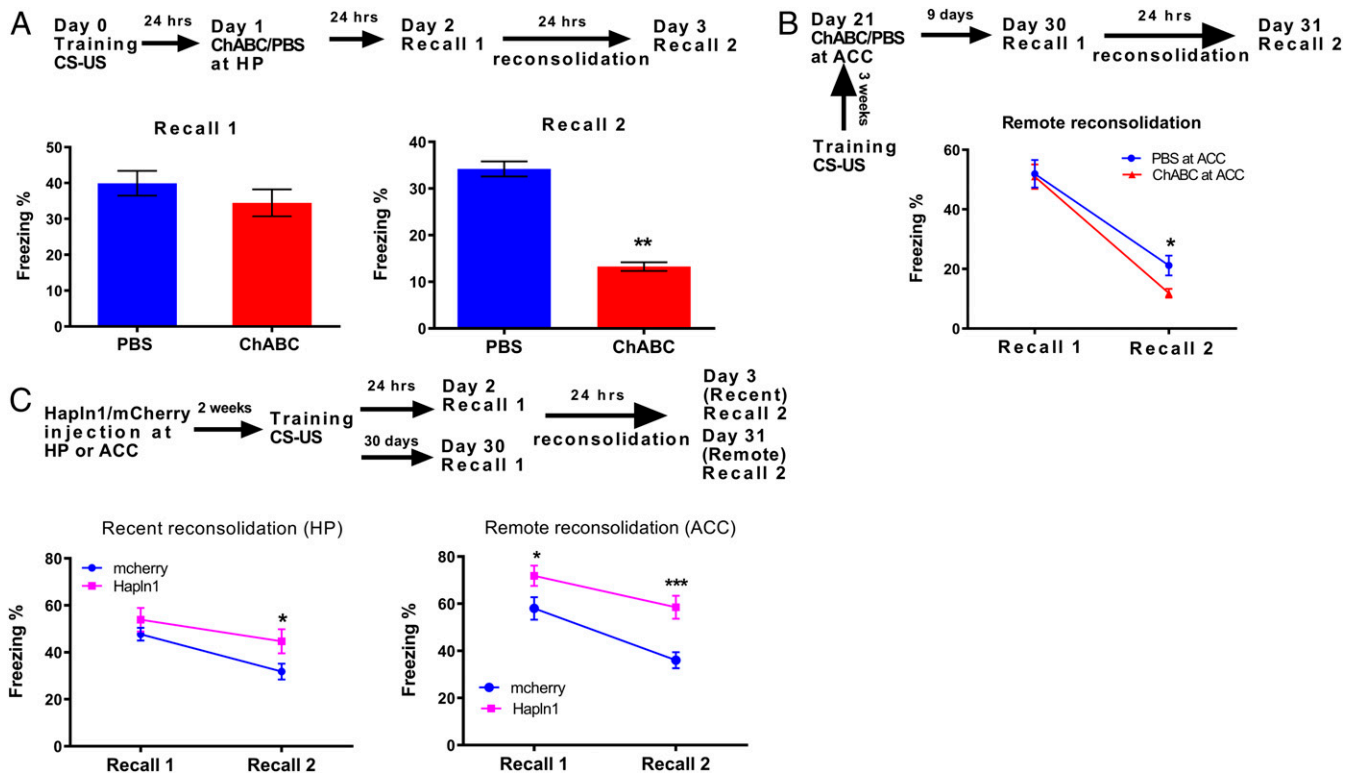 A
Day 0
Training
CS-US
24 hrs
Day 1
ChABC/PBS
at HP
24 hrs
Day 2
Recall 1
24 hrs
reconsolidation
Day 3
Recall 2
Recall 1
Freezing %
50
40
30
20
10
0
PBS
ChABC
Recall 2
Freezing %
40
30
20
10
0
**
PBS
ChABC
B
Day 21
ChABC/PBS
at ACC
9 days
Day 30
Recall 1
24 hrs
reconsolidation
Day 31
Recall 2
3 weeks
Training
CS-US
Remote reconsolidation
PBS at ACC
ChABC at ACC
Freezing %
60
40
20
0
*
Recall 1
Recall 2
C
Hapln1/mCherry
injection at
HP or ACC
2 weeks
Training
CS-US
24 hrs
Day 2
Recall 1
30 days
Day 30
Recall 1
24 hrs
reconsolidation
Day 3
(Recent)
Recall 2
Day 31
(Remote)
Recall 2
Recent reconsolidation (HP)
mcherry
Hapln1
Freezing %
80
60
40
20
0
*
Recall 1
Recall 2
Remote reconsolidation (ACC)
Freezing %
80
60
40
20
0
*
***
mcherry
Hapln1
Recall 1
Recall 2